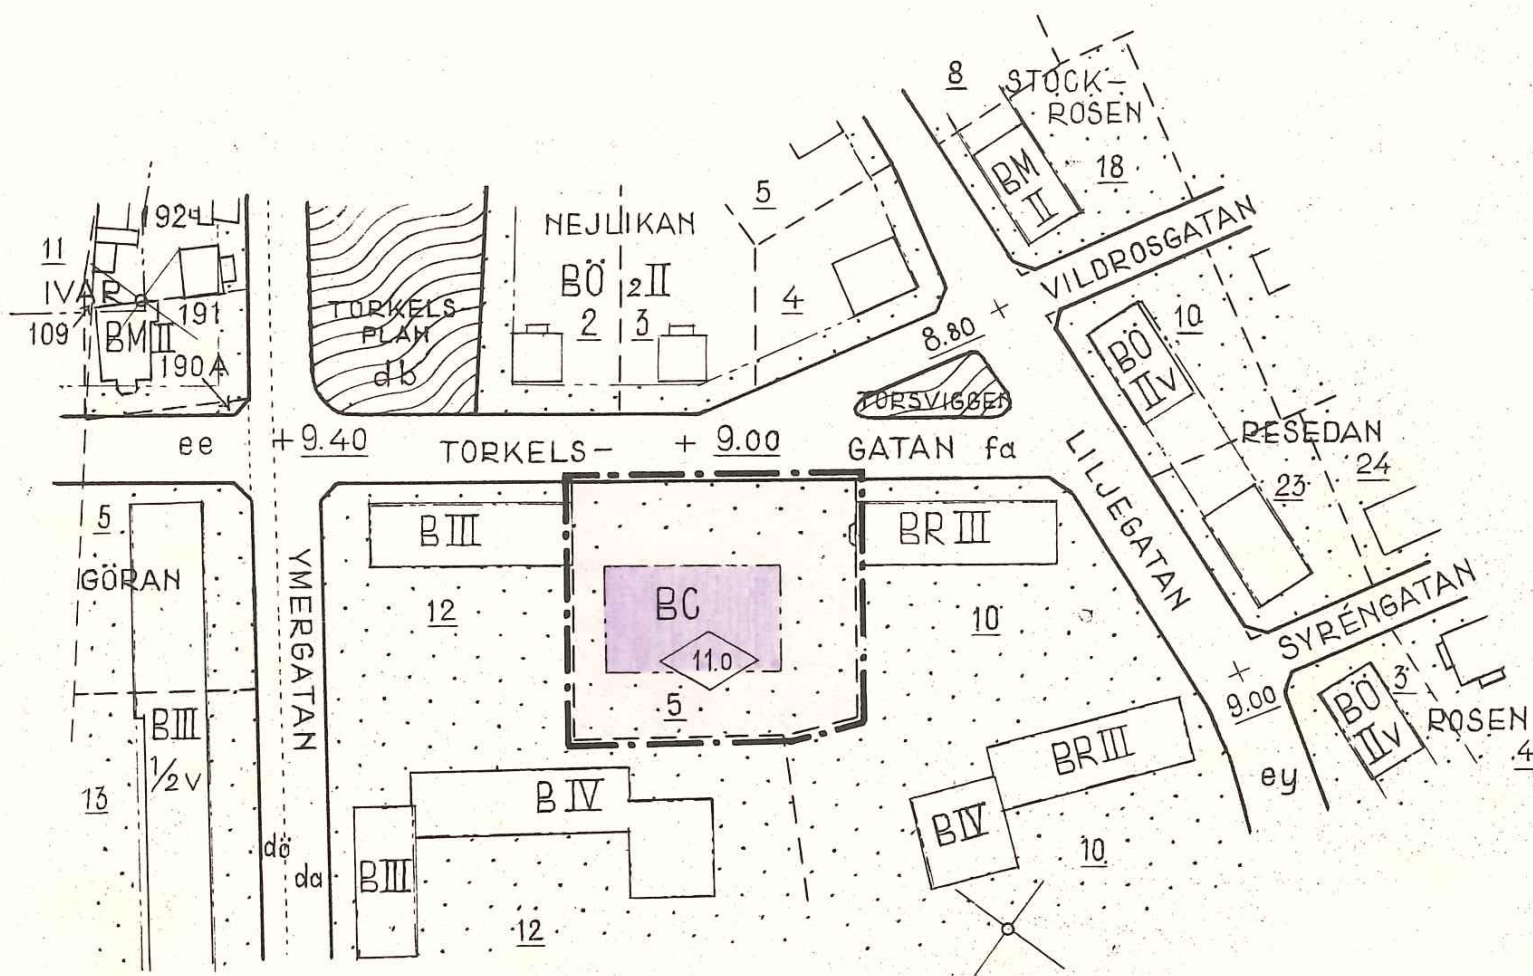 8
STOCK-
ROSEN
18
BM
II
5
924
11
IVAR
191
109
BM II
190A
TORKELS-
PLAN
db
NEJLIKAN
BÖ 2 II
2
3
4
VILDROSGATAN
8.80
10
BÖ
II V
TORSVIGGEN
ee
+ 9.40
TORKELS-
+ 9.00
GATAN fa
LILJEGATAN
RESEDAN
24
23
5
GÖRAN
YMERGATAN
B III
BR III
12
BC
11.0
5
10
SYRÉNGATAN
+
9.00
3
BÖ
II V
ROSEN
4
B III
1/2 V
13
B IV
BR III
B IV
ey
dö
da
B III
10
12